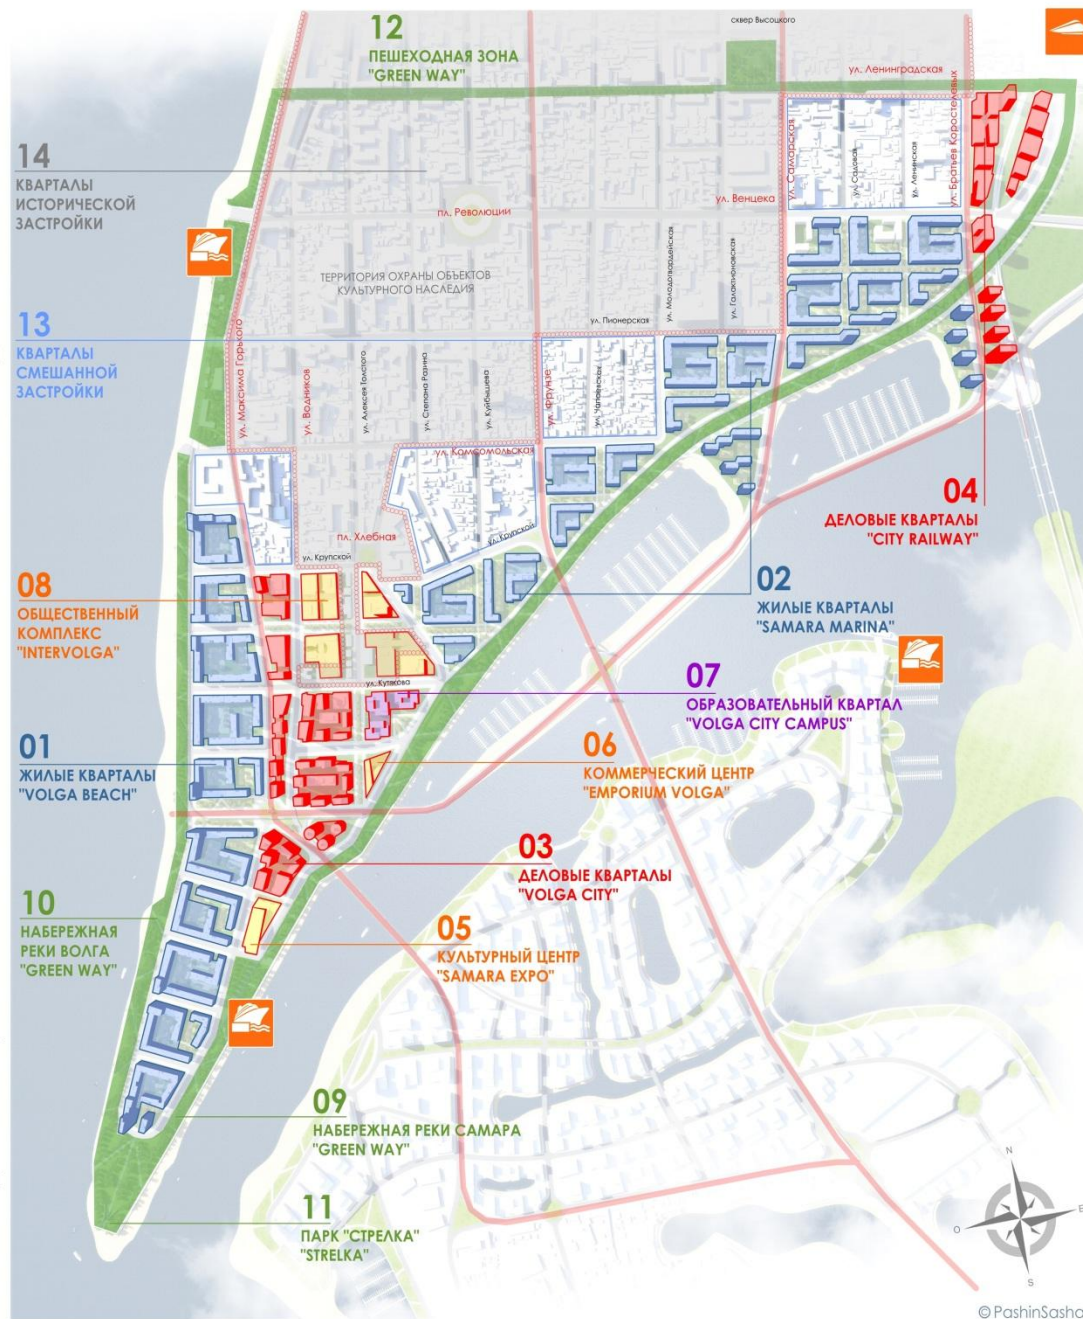 12
ПЕШЕХОДНАЯ ЗОНА
"GREEN WAY"
сквер Высоцкого
ул. Ленинградская
14
КВАРТАЛЫ
ИСТОРИЧЕСКОЙ
ЗАСТРОЙКИ
пл. Революции
ул. Венцека
ул. Самарская
ул. Садовая
ул. Ленинская
ул. Братьев Коростелевых
ТЕРРИТОРИЯ ОХРАНЫ ОБЪЕКТОВ
КУЛЬТУРНОГО НАСЛЕДИЯ
ул. Молодогвардейская
ул. Галактионовская
ул. Пионерская
13
КВАРТАЛЫ
СМЕШАННОЙ
ЗАСТРОЙКИ
ул. Максима Горького
ул. Водников
ул. Алексея Толстого
ул. Степана Разина
ул. Куйбышева
ул. Фрунзе
ул. Чапаевская
ул. Комсомольская
04
ДЕЛОВЫЕ КВАРТАЛЫ
"CITY RAILWAY"
пл. Хлебная
ул. Крупской
ул. Крупской
08
ОБЩЕСТВЕННЫЙ
КОМПЛЕКС
"INTERVOLGA"
02
ЖИЛЫЕ КВАРТАЛЫ
"SAMARA MARINA"
ул. Кутякова
07
ОБРАЗОВАТЕЛЬНЫЙ КВАРТАЛ
"VOLGA CITY CAMPUS"
01
ЖИЛЫЕ КВАРТАЛЫ
"VOLGA BEACH"
06
КОММЕРЧЕСКИЙ ЦЕНТР
"EMPORIUM VOLGA"
03
ДЕЛОВЫЕ КВАРТАЛЫ
"VOLGA CITY"
10
НАБЕРЕЖНАЯ
РЕКИ ВОЛГА
"GREEN WAY"
05
КУЛЬТУРНЫЙ ЦЕНТР
"SAMARA EXPO"
09
НАБЕРЕЖНАЯ РЕКИ САМАРА
"GREEN WAY"
11
ПАРК "СТРЕЛКА"
"STRELKA"
N
E
O
S
© PashinSasha